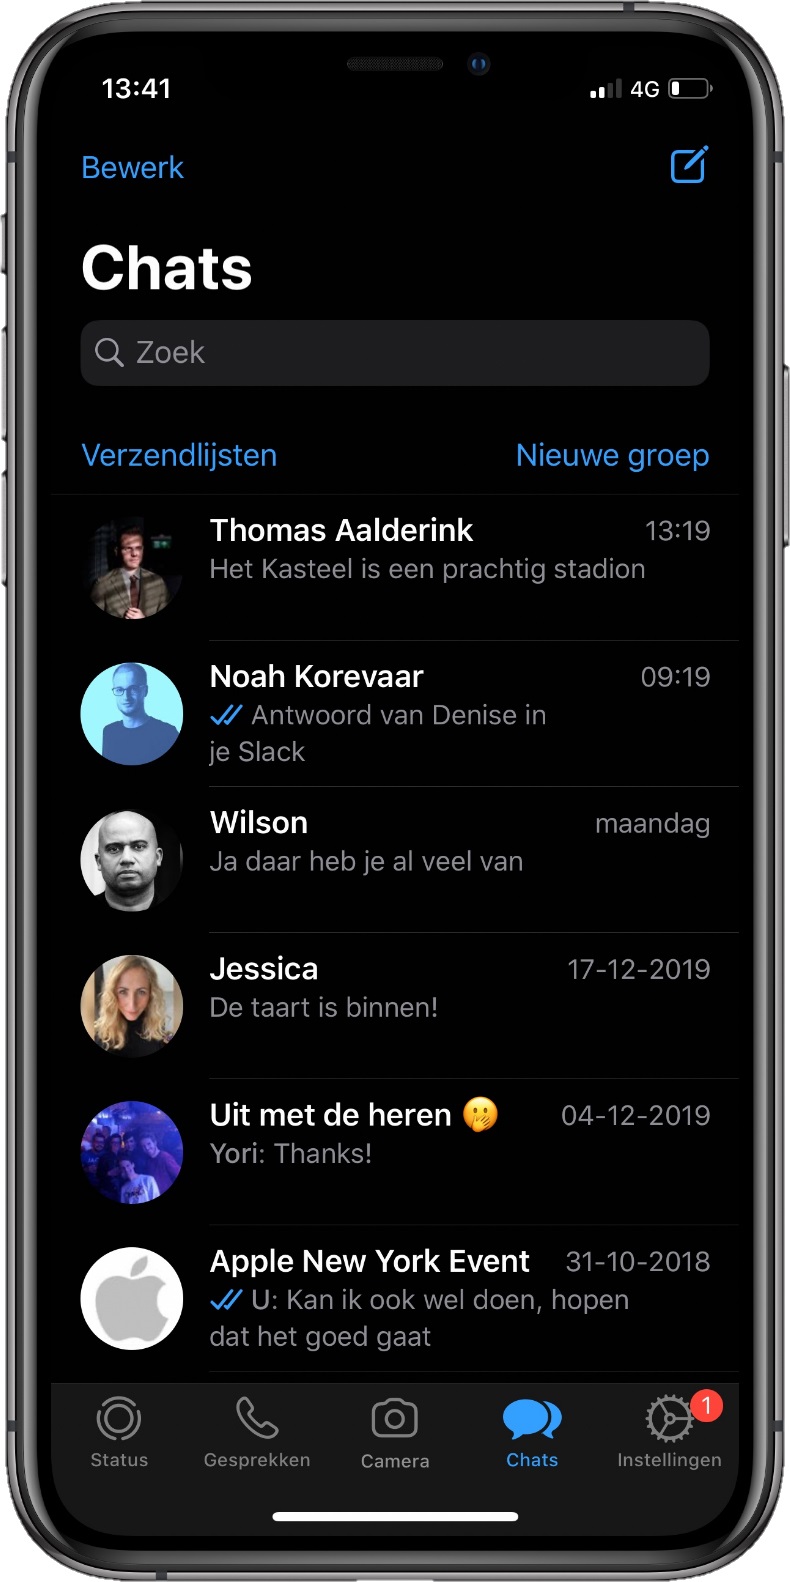 13:41
4G
Bewerk
Chats
Zoek
Verzendlijsten
Nieuwe groep
Thomas Aalderink
13:19
Het Kasteel is een prachtig stadion
Noah Korevaar
09:19
Antwoord van Denise in
je Slack
Wilson
maandag
Ja daar heb je al veel van
Jessica
17-12-2019
De taart is binnen!
Uit met de heren 🤭
04-12-2019
Yori: Thanks!
Apple New York Event
31-10-2018
U: Kan ik ook wel doen, hopen
dat het goed gaat
1
Status
Gesprekken
Camera
Chats
Instellingen